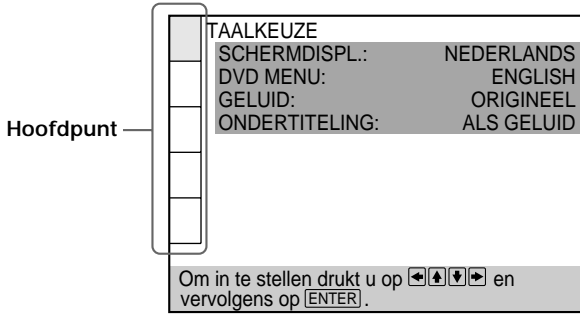 TAALKEUZE
SCHERMDISPL.: NEDERLANDS
DVD MENU: ENGLISH
GELUID: ORIGINEEL
ONDERTITELING: ALS GELUID
Hoofdpunt
Om in te stellen drukt u op ←↑↓→ en
vervolgens op ENTER.